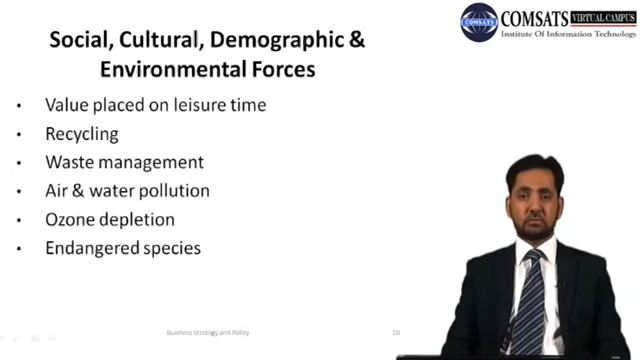 COMSATS VIRTUAL CAMPUS
Institute Of Information Technology
Social, Cultural, Demographic &
Environmental Forces
• Value placed on leisure time
• Recycling
• Waste management
• Air & water pollution
• Ozone depletion
• Endangered species
Business Strategy and Policy
10